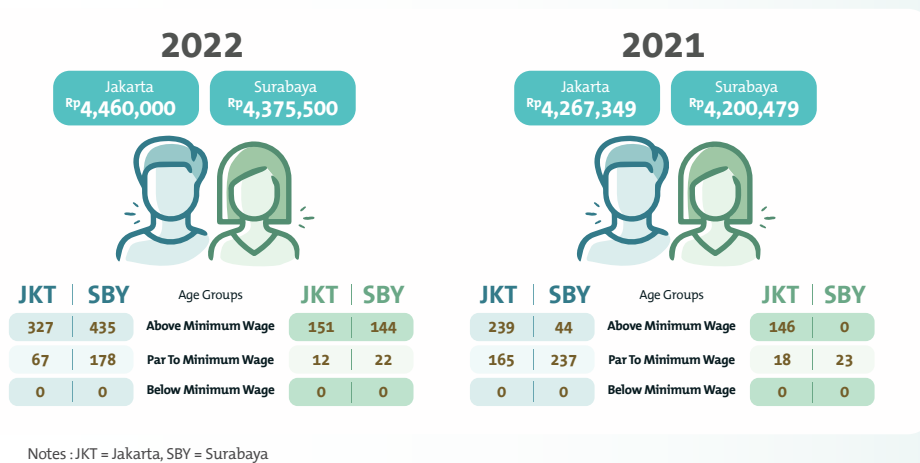 2022
Jakarta
Rp4,460,000
Surabaya
Rp4,375,500
JKT SBY Age Groups JKT SBY
327 435 Above Minimum Wage 151 144
67 178 Par To Minimum Wage 12 22
0 0 Below Minimum Wage 0 0
2021
Jakarta
Rp4,267,349
Surabaya
Rp4,200,479
JKT SBY Age Groups JKT SBY
239 44 Above Minimum Wage 146 0
165 237 Par To Minimum Wage 18 23
0 0 Below Minimum Wage 0 0
Notes : JKT = Jakarta, SBY = Surabaya